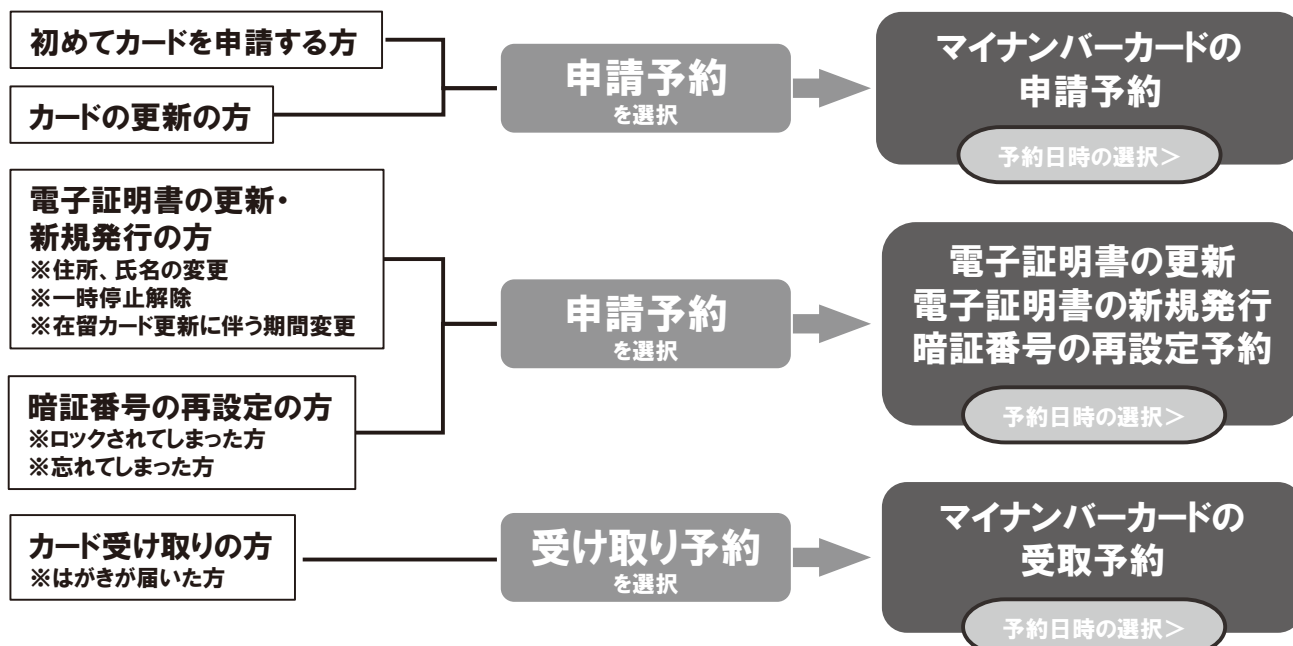 初めてカードを申請する方
カードの更新の方
申請予約
を選択
マイナンバーカードの
申請予約
予約日時の選択＞
電子証明書の更新・
新規発行の方
※住所、氏名の変更
※一時停止解除
※在留カード更新に伴う期間変更
暗証番号の再設定の方
※ロックされてしまった方
※忘れてしまった方
申請予約
を選択
電子証明書の更新
電子証明書の新規発行
暗証番号の再設定予約
予約日時の選択＞
カード受け取りの方
※はがきが届いた方
受け取り予約
を選択
マイナンバーカードの
受取予約
予約日時の選択＞